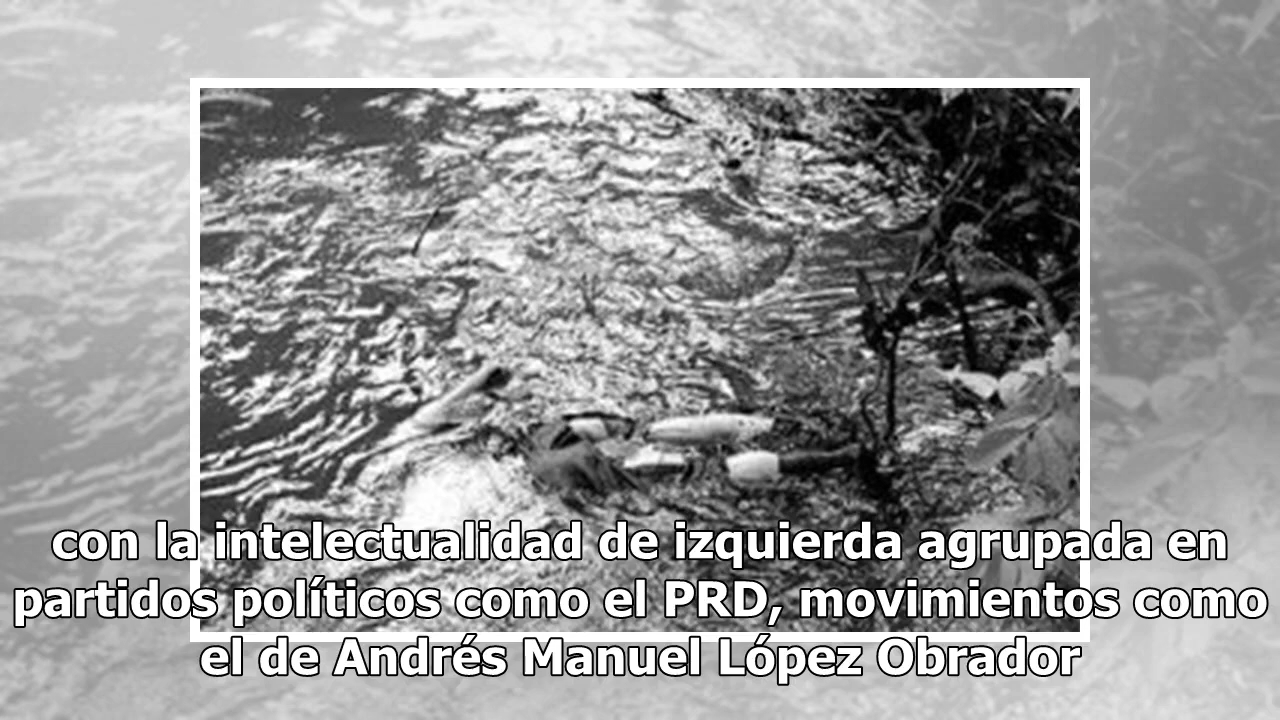 con la intelectualidad de izquierda agrupada en
partidos políticos como el PRD, movimientos como
el de Andrés Manuel López Obrador